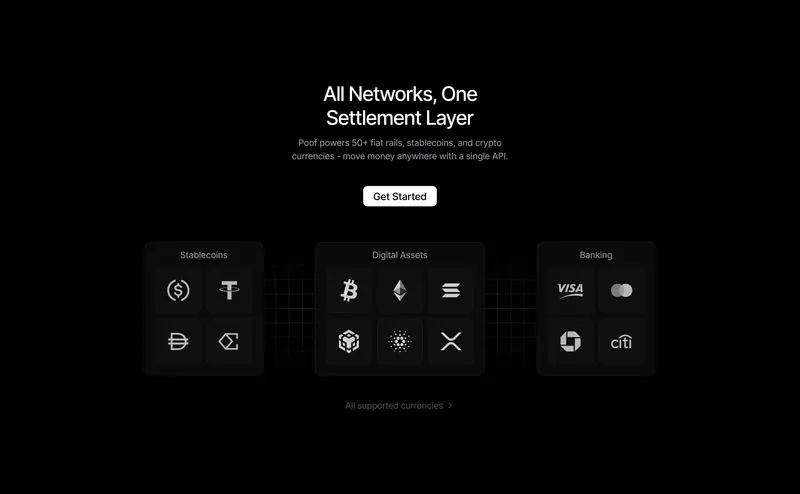 All Networks, One
Settlement Layer
Poof powers 50+ fiat rails, stablecoins, and crypto
currencies - move money anywhere with a single API.
Get Started
Stablecoins
Digital Assets
Banking
VISA
citi
All supported currencies